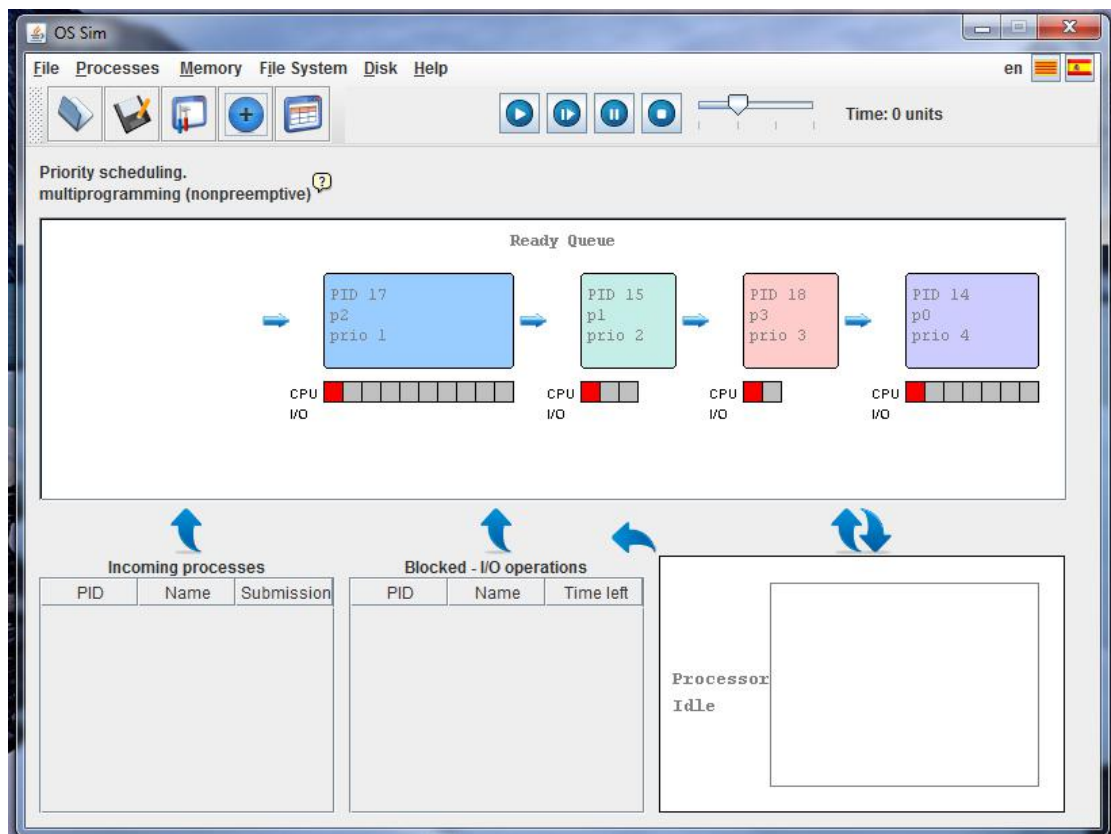 OS Sim
File Processes Memory File System Disk Help
en
Time: 0 units
Priority scheduling.
multiprogramming (nonpreemptive) ?
Ready Queue
PID 17
p2
prio 1
PID 15
p1
prio 2
PID 18
p3
prio 3
PID 14
p0
prio 4
CPU
I/O
CPU
I/O
CPU
I/O
CPU
I/O
Incoming processes
PID Name Submission
Blocked - I/O operations
PID Name Time left
Processor
Idle